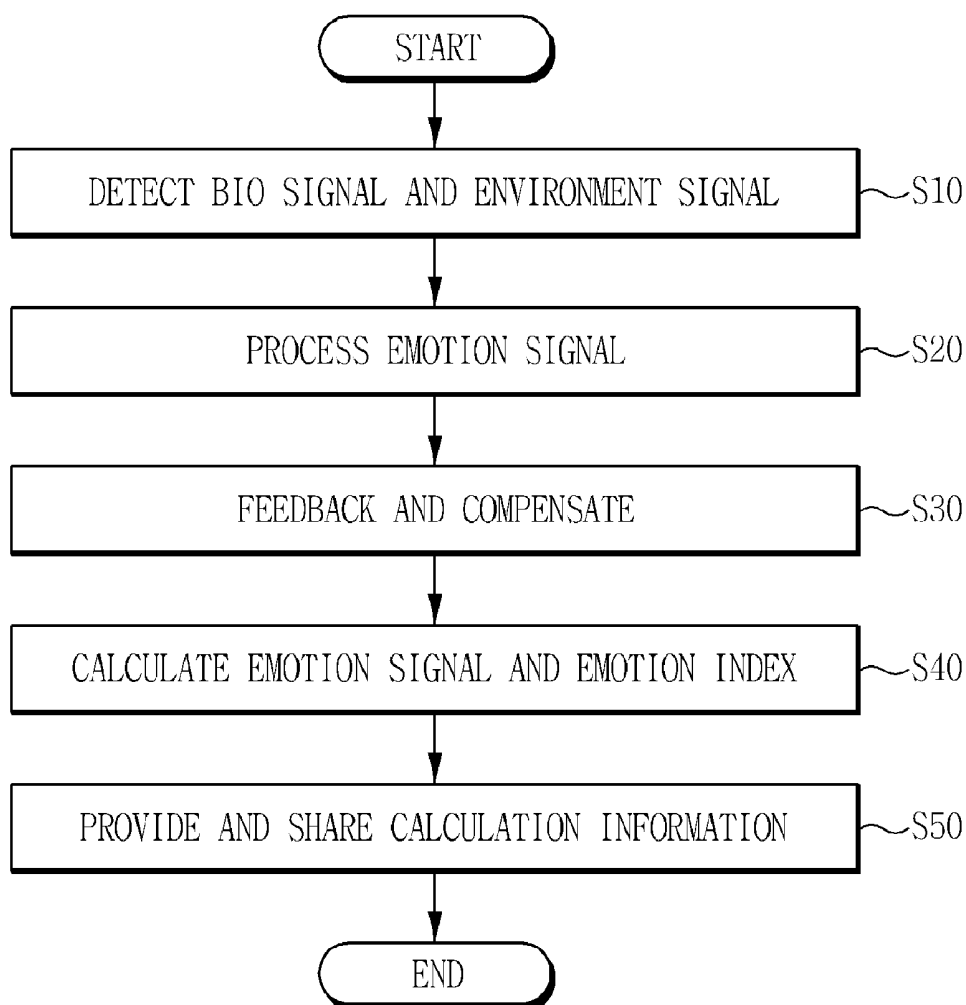 START
DETECT BIO SIGNAL AND ENVIRONMENT SIGNAL
S10
PROCESS EMOTION SIGNAL
S20
FEEDBACK AND COMPENSATE
S30
CALCULATE EMOTION SIGNAL AND EMOTION INDEX
S40
PROVIDE AND SHARE CALCULATION INFORMATION
S50
END